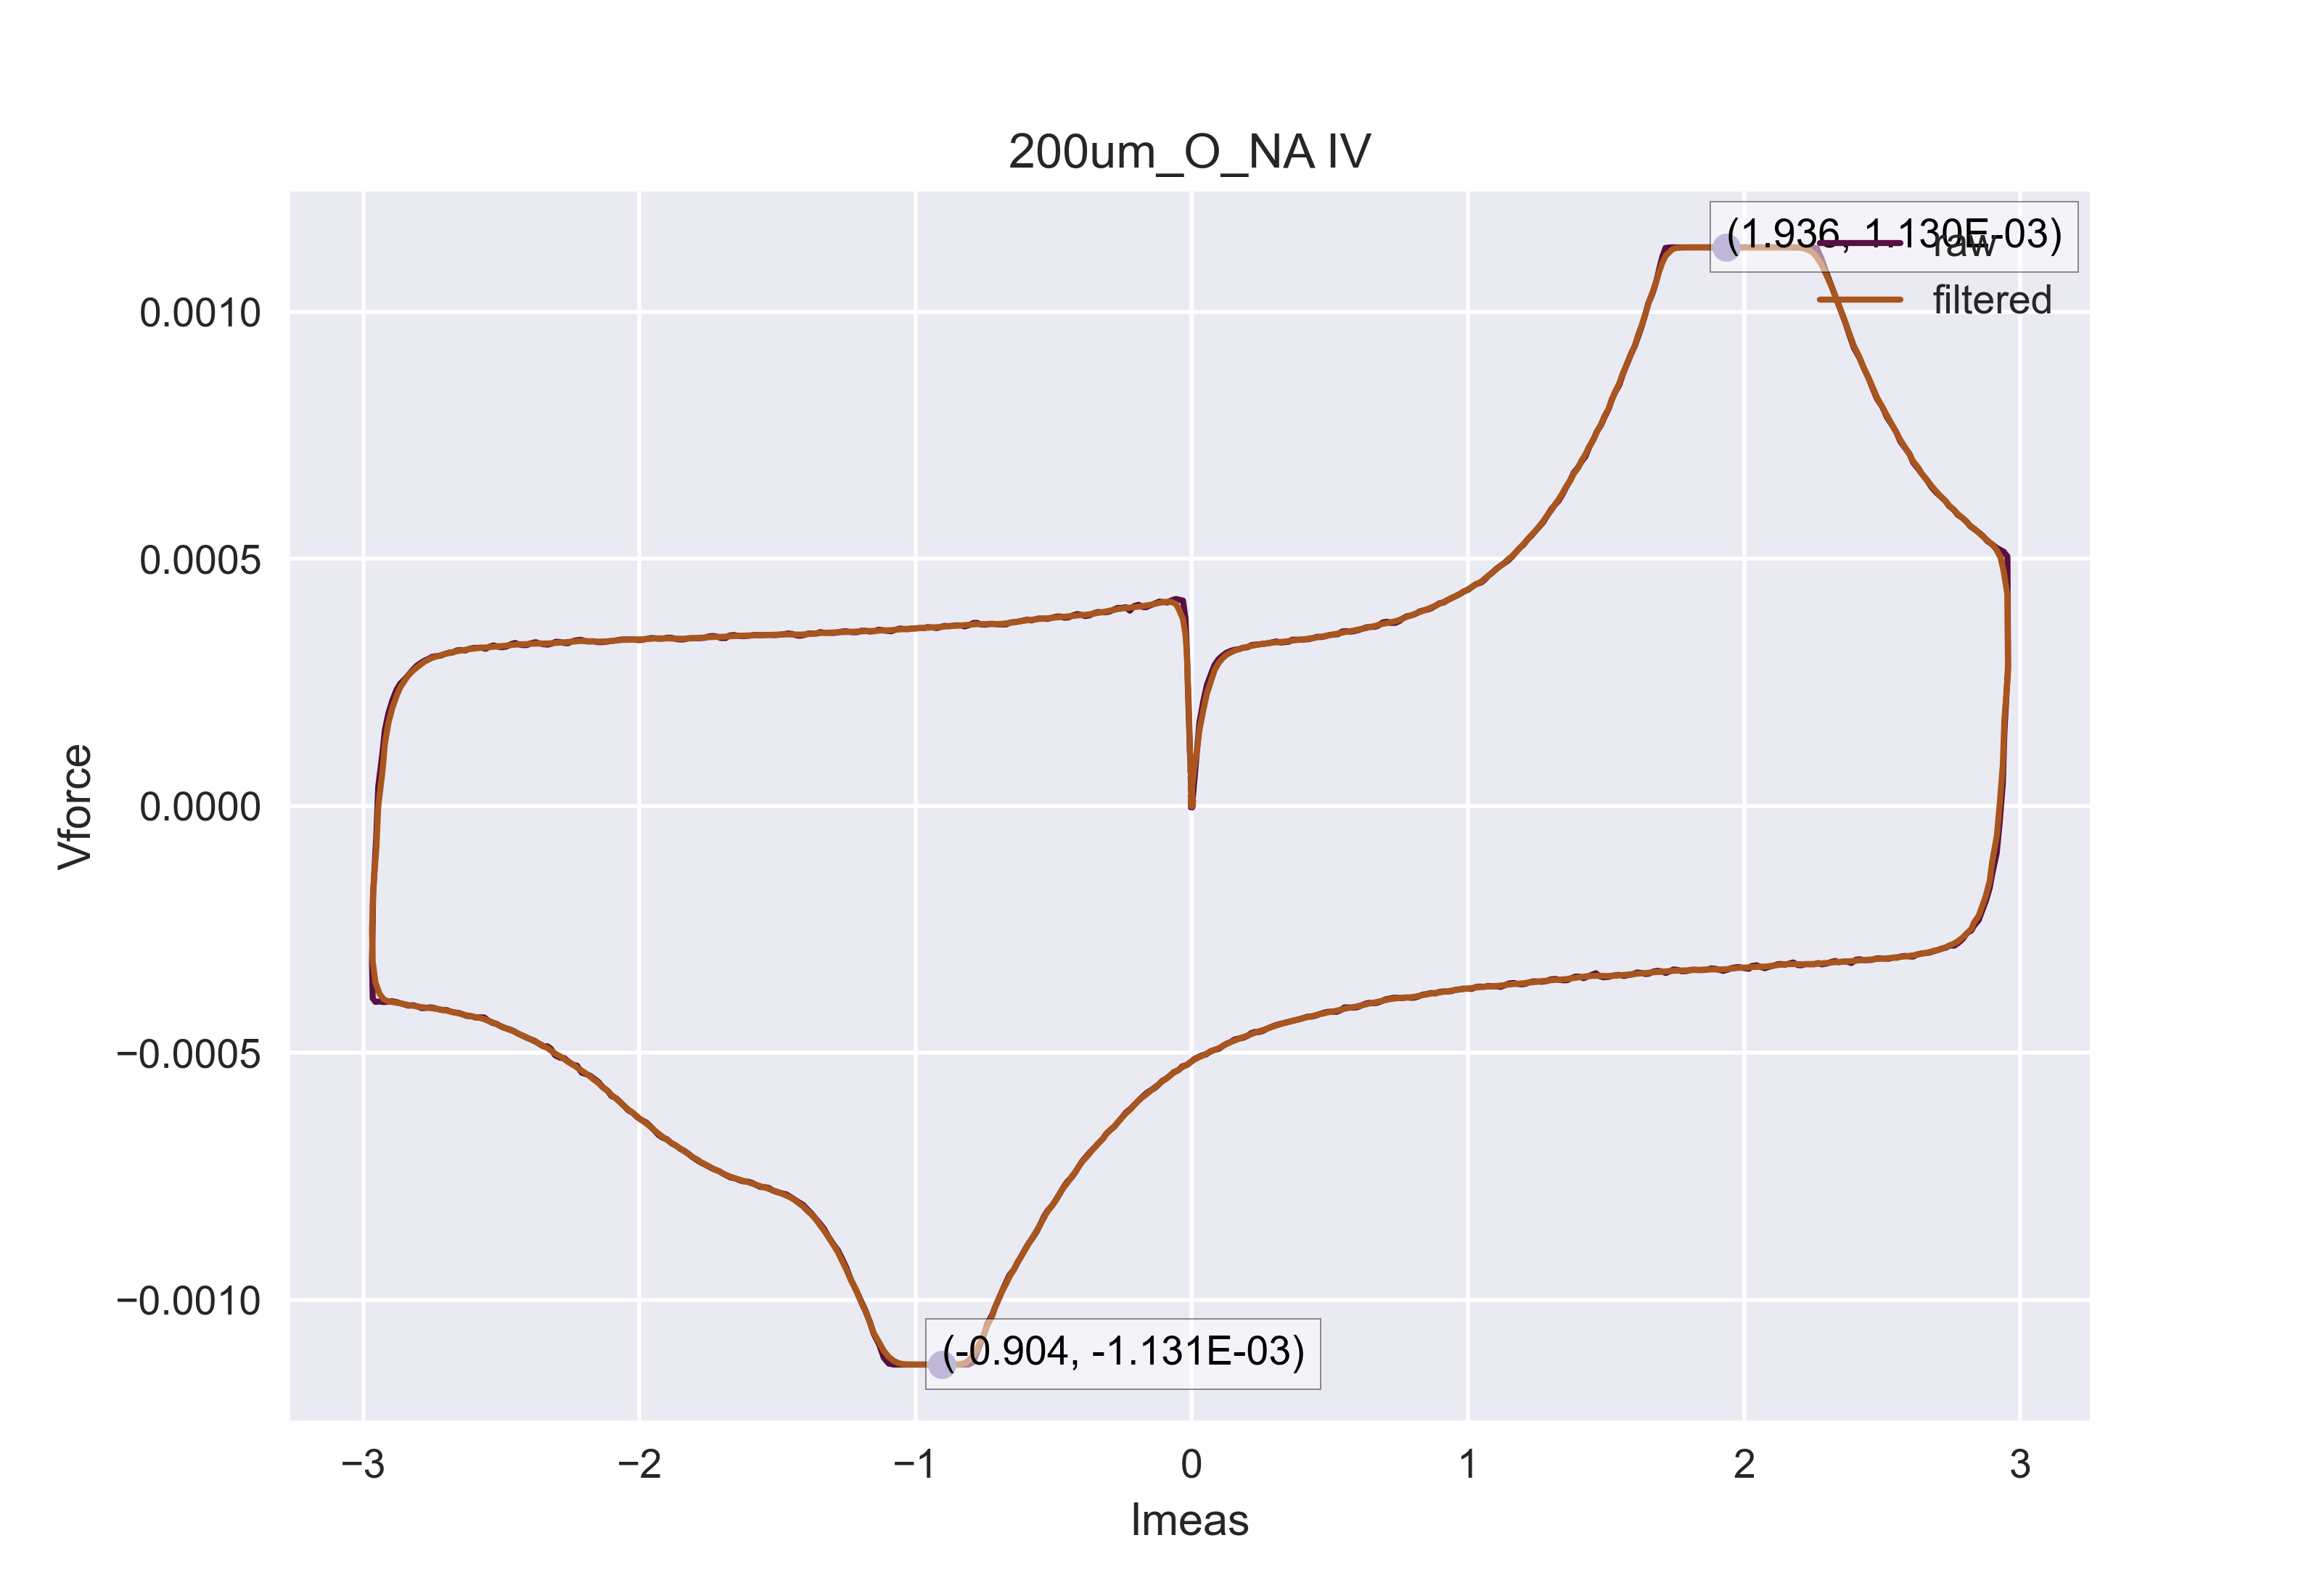 200um_O_NA IV
(1.936, 1.130E-03)
raw
filtered
0.0010
0.0005
0.0000
−0.0005
−0.0010
Vforce
(-0.904, -1.131E-03)
−3
−2
−1
0
1
2
3
Imeas